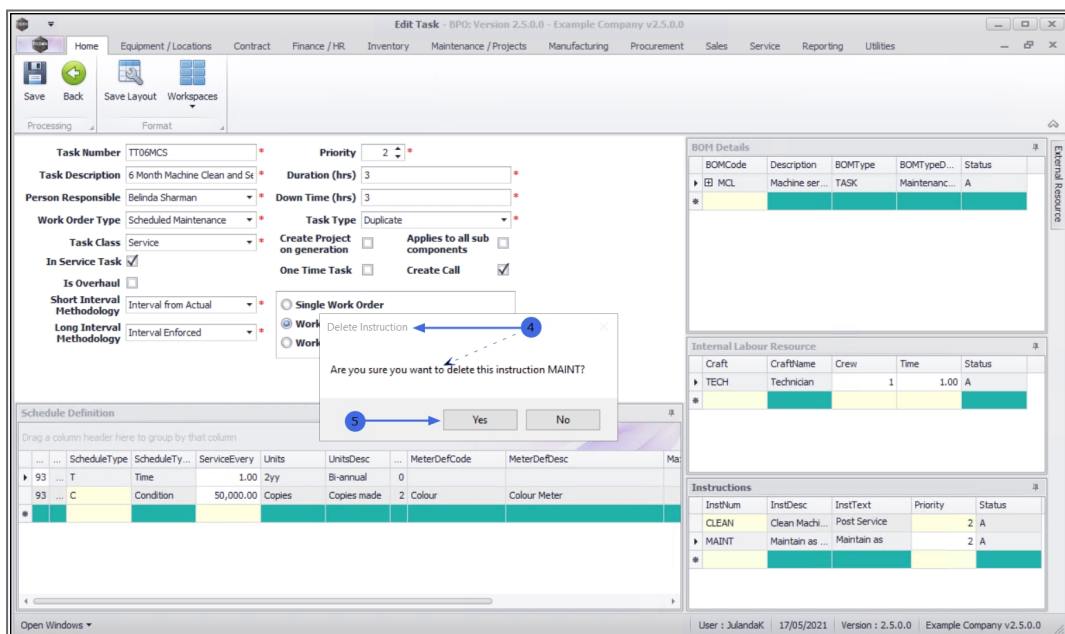 Edit Task - BPO: Version 2.5.0.0 - Example Company v2.5.0.0
Home Equipment / Locations Contract Finance / HR Inventory Maintenance / Projects Manufacturing Procurement Sales Service Reporting Utilities
Save Back Save Layout Workspaces
Processing Format
Task Number TT06MCS * Priority 2 *
Task Description 6 Month Machine Clean and Se * Duration (hrs) 3 *
Person Responsible Belinda Sharman * Down Time (hrs) 3 *
Work Order Type Scheduled Maintenance * Task Type Duplicate *
Task Class Service * Create Project on generation Applies to all sub components
In Service Task One Time Task Create Call
Is Overhaul
Short Interval Methodology Interval from Actual * Single Work Order
Long Interval Methodology Interval Enforced * Work
Work
Delete Instruction 4
Are you sure you want to delete this instruction MAINT?
5 Yes No
Schedule Definition
Drag a column header here to group by that column
... ... ScheduleType ScheduleTy... ServiceEvery Units UnitsDesc ... MeterDefCode MeterDefDesc Ma
93 ... T Time 1.00 2yy Bi-annual 0
93 ... C Condition 50,000.00 Copies Copies made 2 Colour Colour Meter
BOM Details
BOMCode Description BOMType BOMTypeD... Status
MCL Machine ser... TASK Maintenanc... A
External Resource
Internal Labour Resource
Craft CraftName Crew Time Status
TECH Technician 1 1.00 A
Instructions
InstNum InstDesc InstText Priority Status
CLEAN Clean Machi... Post Service 2 A
MAINT Maintain as ... Maintain as 2 A
Open Windows User : JulandaK 17/05/2021 Version : 2.5.0.0 Example Company v2.5.0.0